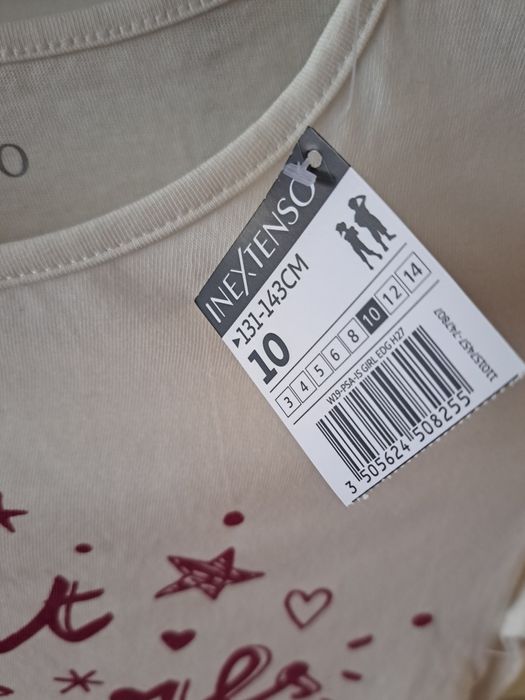 INEXTENSO
▸131-143CM
10
3 4 5 6 8 10 12 14
W19-PSA-IS GIRL EDG H27
3 505624 508255